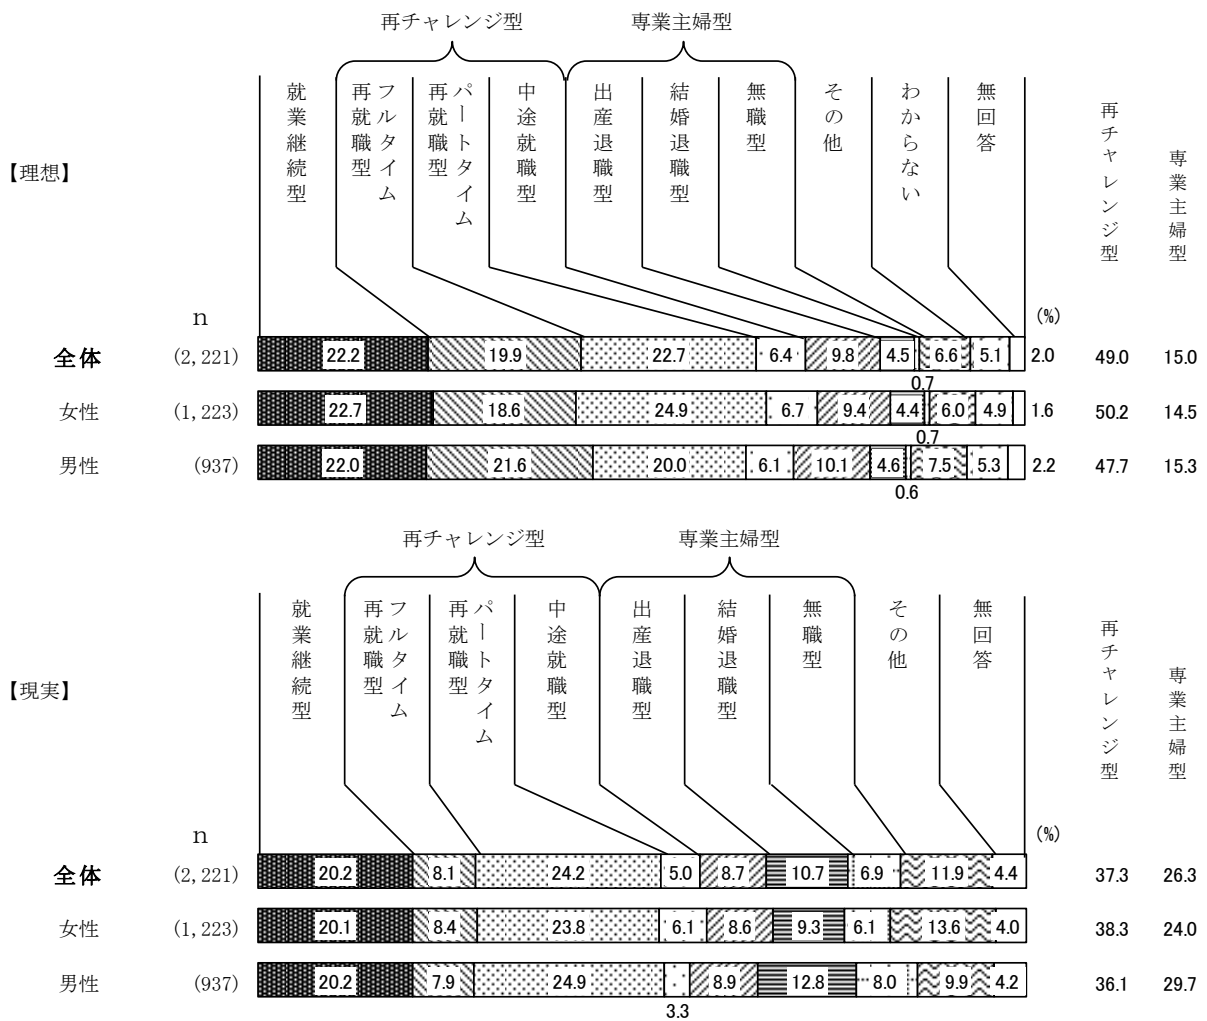 再チャレンジ型 専業主婦型
【理想】
就業継続型
フルタイム
再就職型
パートタイム
再就職型
中途就職型
出産退職型
結婚退職型
無職型
その他
わからない
無回答
再チャレンジ型
専業主婦型
n (%)
全体 (2,221) 22.2 19.9 22.7 6.4 9.8 4.5 6.6 5.1 2.0 49.0 15.0
0.7
女性 (1,223) 22.7 18.6 24.9 6.7 9.4 4.4 6.0 4.9 1.6 50.2 14.5
0.7
男性 (937) 22.0 21.6 20.0 6.1 10.1 4.6 7.5 5.3 2.2 47.7 15.3
0.6
再チャレンジ型 専業主婦型
【現実】
就業継続型
フルタイム
再就職型
パートタイム
再就職型
中途就職型
出産退職型
結婚退職型
無職型
その他
無回答
再チャレンジ型
専業主婦型
n (%)
全体 (2,221) 20.2 8.1 24.2 5.0 8.7 10.7 6.9 11.9 4.4 37.3 26.3
女性 (1,223) 20.1 8.4 23.8 6.1 8.6 9.3 6.1 13.6 4.0 38.3 24.0
男性 (937) 20.2 7.9 24.9 8.9 12.8 8.0 9.9 4.2 36.1 29.7
3.3